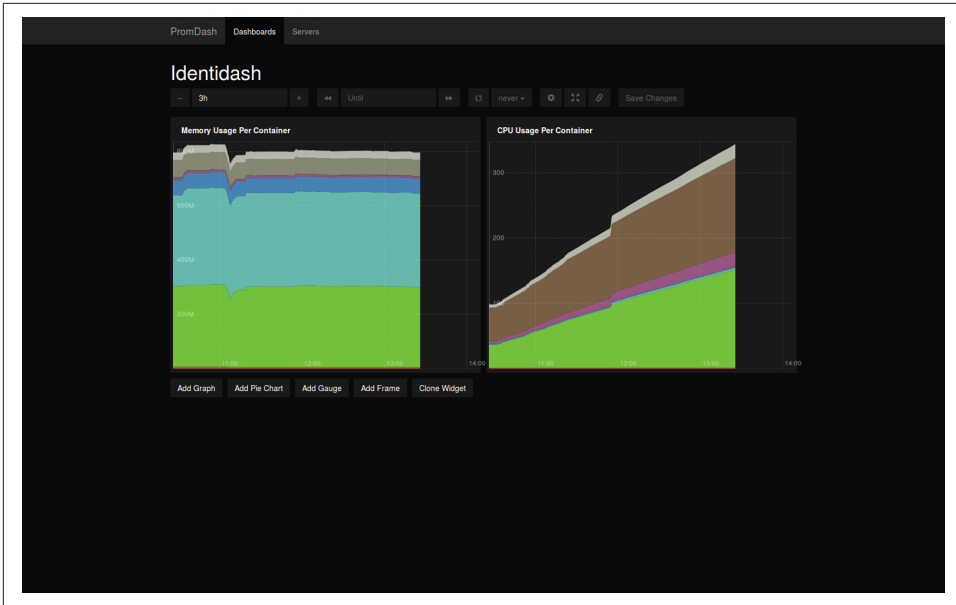 PromDash Dashboards Servers
Identidash
− 3h + Until never Save Changes
Memory Usage Per Container
800M
600M
400M
200M
11:00 12:00 13:00 14:00
CPU Usage Per Container
300
200
100
11:00 12:00 13:00 14:00
Add Graph Add Pie Chart Add Gauge Add Frame Clone Widget